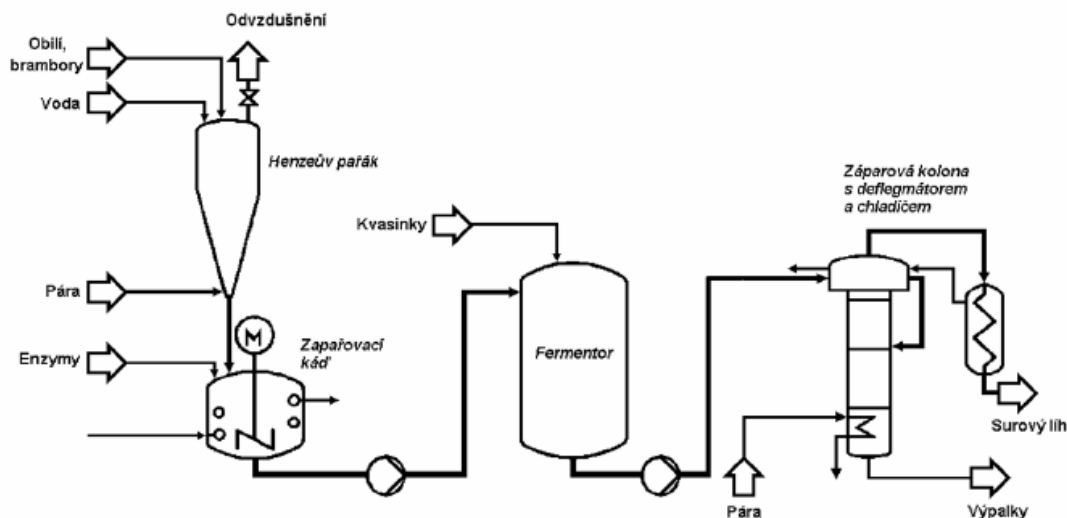 Odvzdušnění
Obilí,
brambory
Voda
Henzeův pařák
Pára
Enzymy
M
Zapařovací
káď
Kvasinky
Fermentor
Záparová kolona
s deflegmátorem
a chladičem
Pára
Surový líh
Výpalky